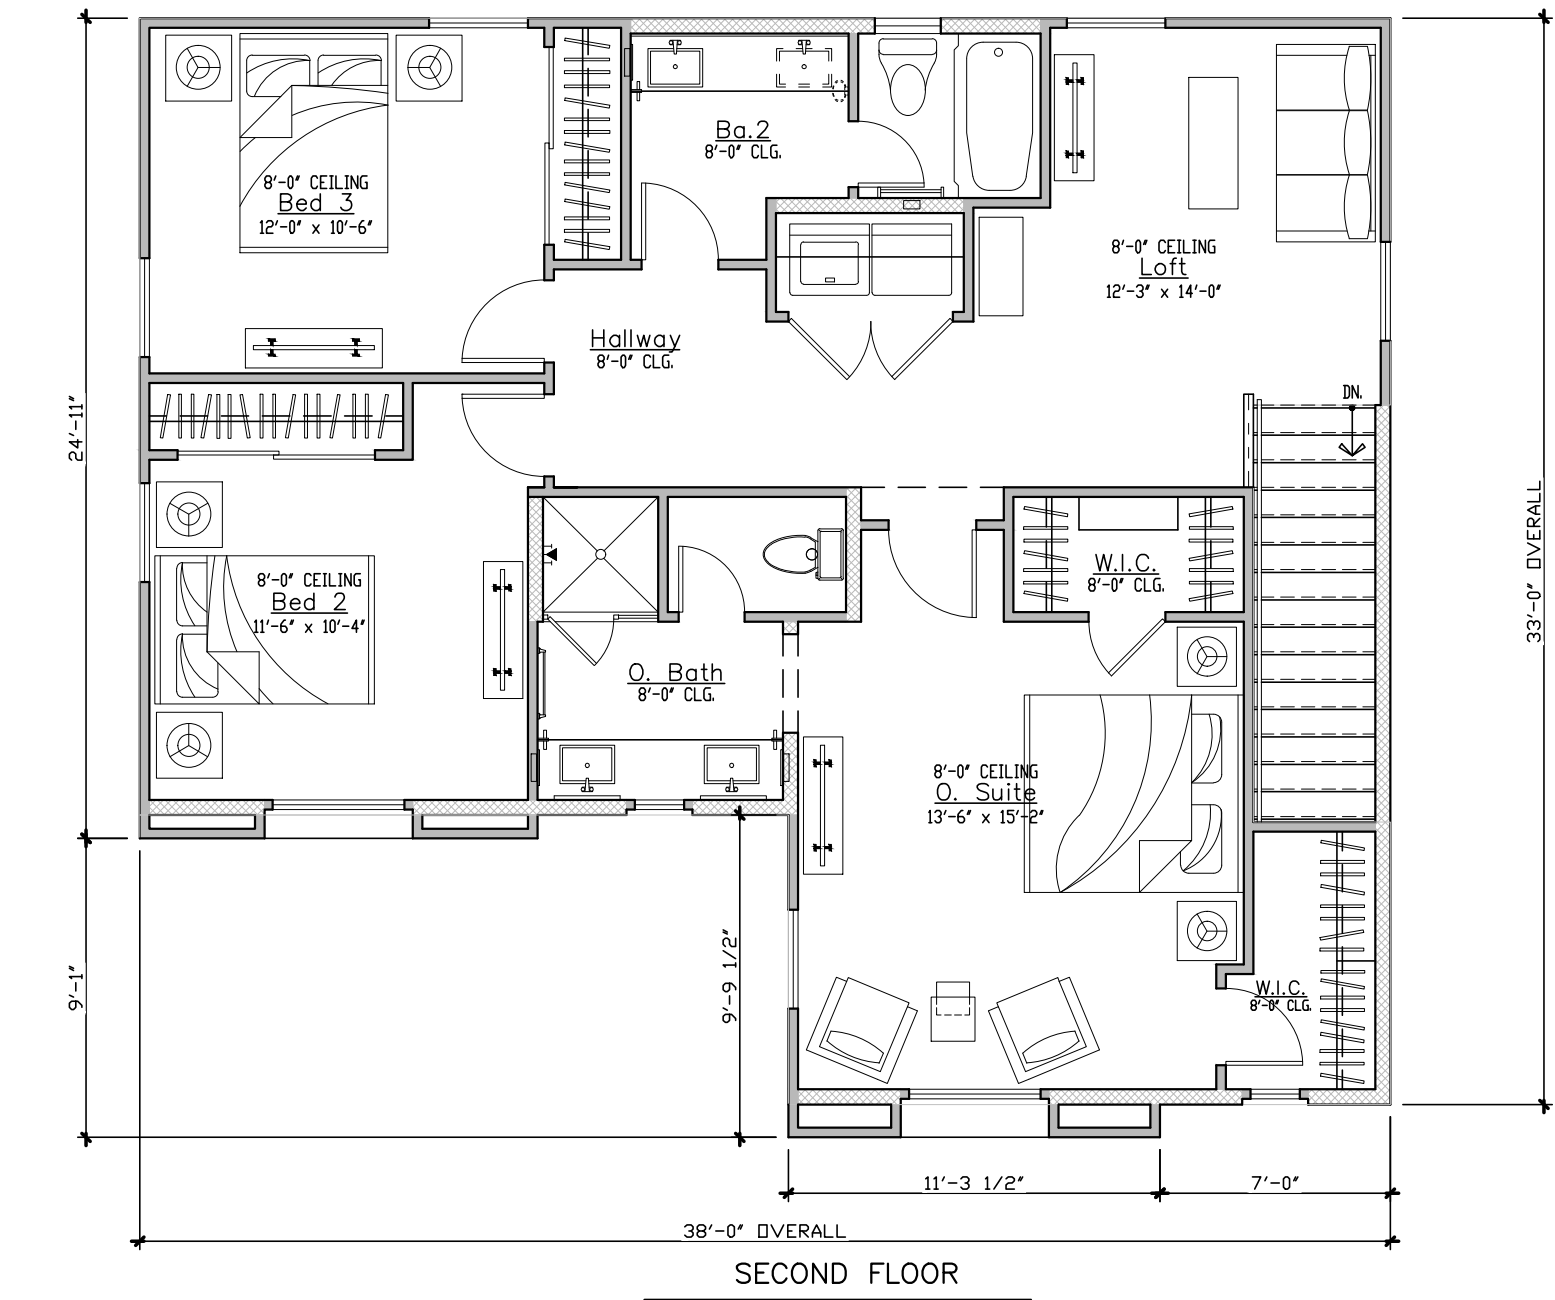 Ba.2
8'-0" CLG.
8'-0" CEILING
Bed 3
12'-0" x 10'-6"
8'-0" CEILING
Loft
12'-3" x 14'-0"
Hallway
8'-0" CLG.
DN.
24'-11"
33'-0" OVERALL
8'-0" CEILING
Bed 2
11'-6" x 10'-4"
W.I.C.
8'-0" CLG.
O. Bath
8'-0" CLG.
8'-0" CEILING
O. Suite
13'-6" x 15'-2"
9'-1"
9'-9 1/2"
W.I.C.
8'-0" CLG.
11'-3 1/2"
7'-0"
38'-0" OVERALL
SECOND FLOOR